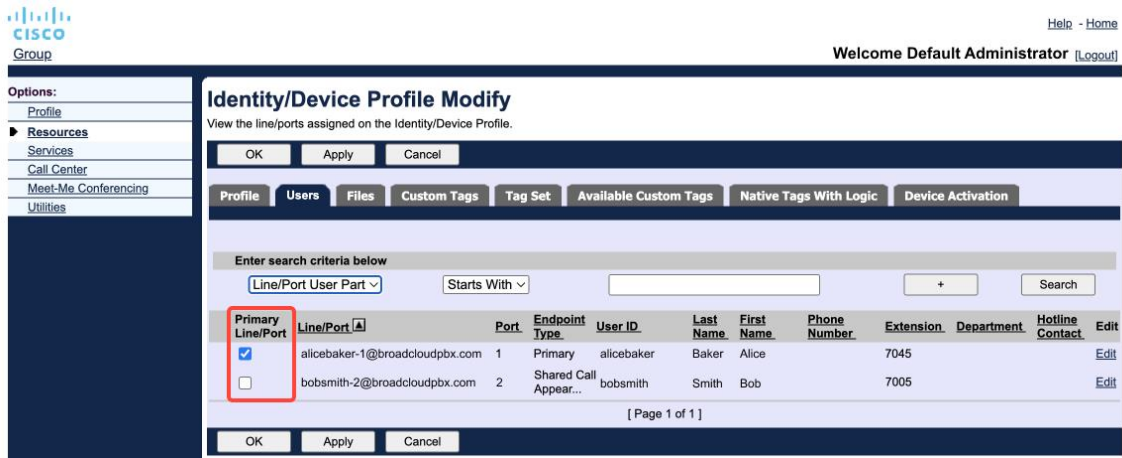 CISCO
Help - Home
Group
Welcome Default Administrator [Logout]
Options:
Profile
Resources
Services
Call Center
Meet-Me Conferencing
Utilities
Identity/Device Profile Modify
View the line/ports assigned on the Identity/Device Profile.
OK Apply Cancel
Profile Users Files Custom Tags Tag Set Available Custom Tags Native Tags With Logic Device Activation
Enter search criteria below
Line/Port User Part Starts With + Search
Primary Line/Port Line/Port Port Endpoint Type User ID Last Name First Name Phone Number Extension Department Hotline Contact Edit
alicebaker-1@broadcloudpbx.com 1 Primary alicebaker Baker Alice 7045 Edit
bobsmith-2@broadcloudpbx.com 2 Shared Call Appear... bobsmith Smith Bob 7005 Edit
[ Page 1 of 1 ]
OK Apply Cancel